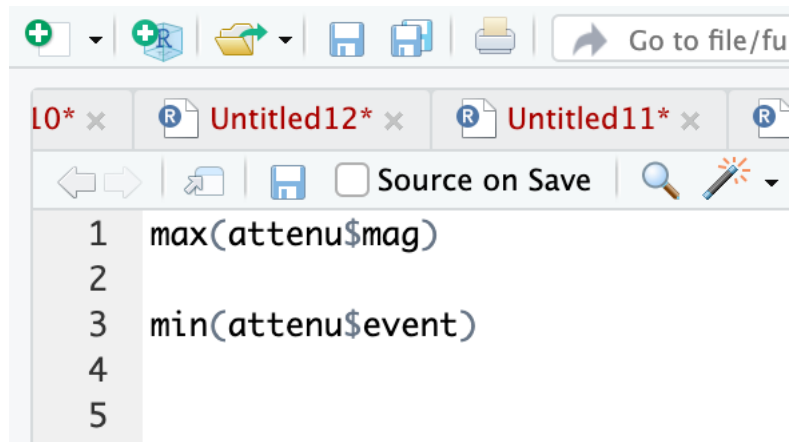 R
Go to file/fu
10* ×
R Untitled12* ×
R Untitled11* ×
R
Source on Save
1 max(attenu$mag)
2
3 min(attenu$event)
4
5